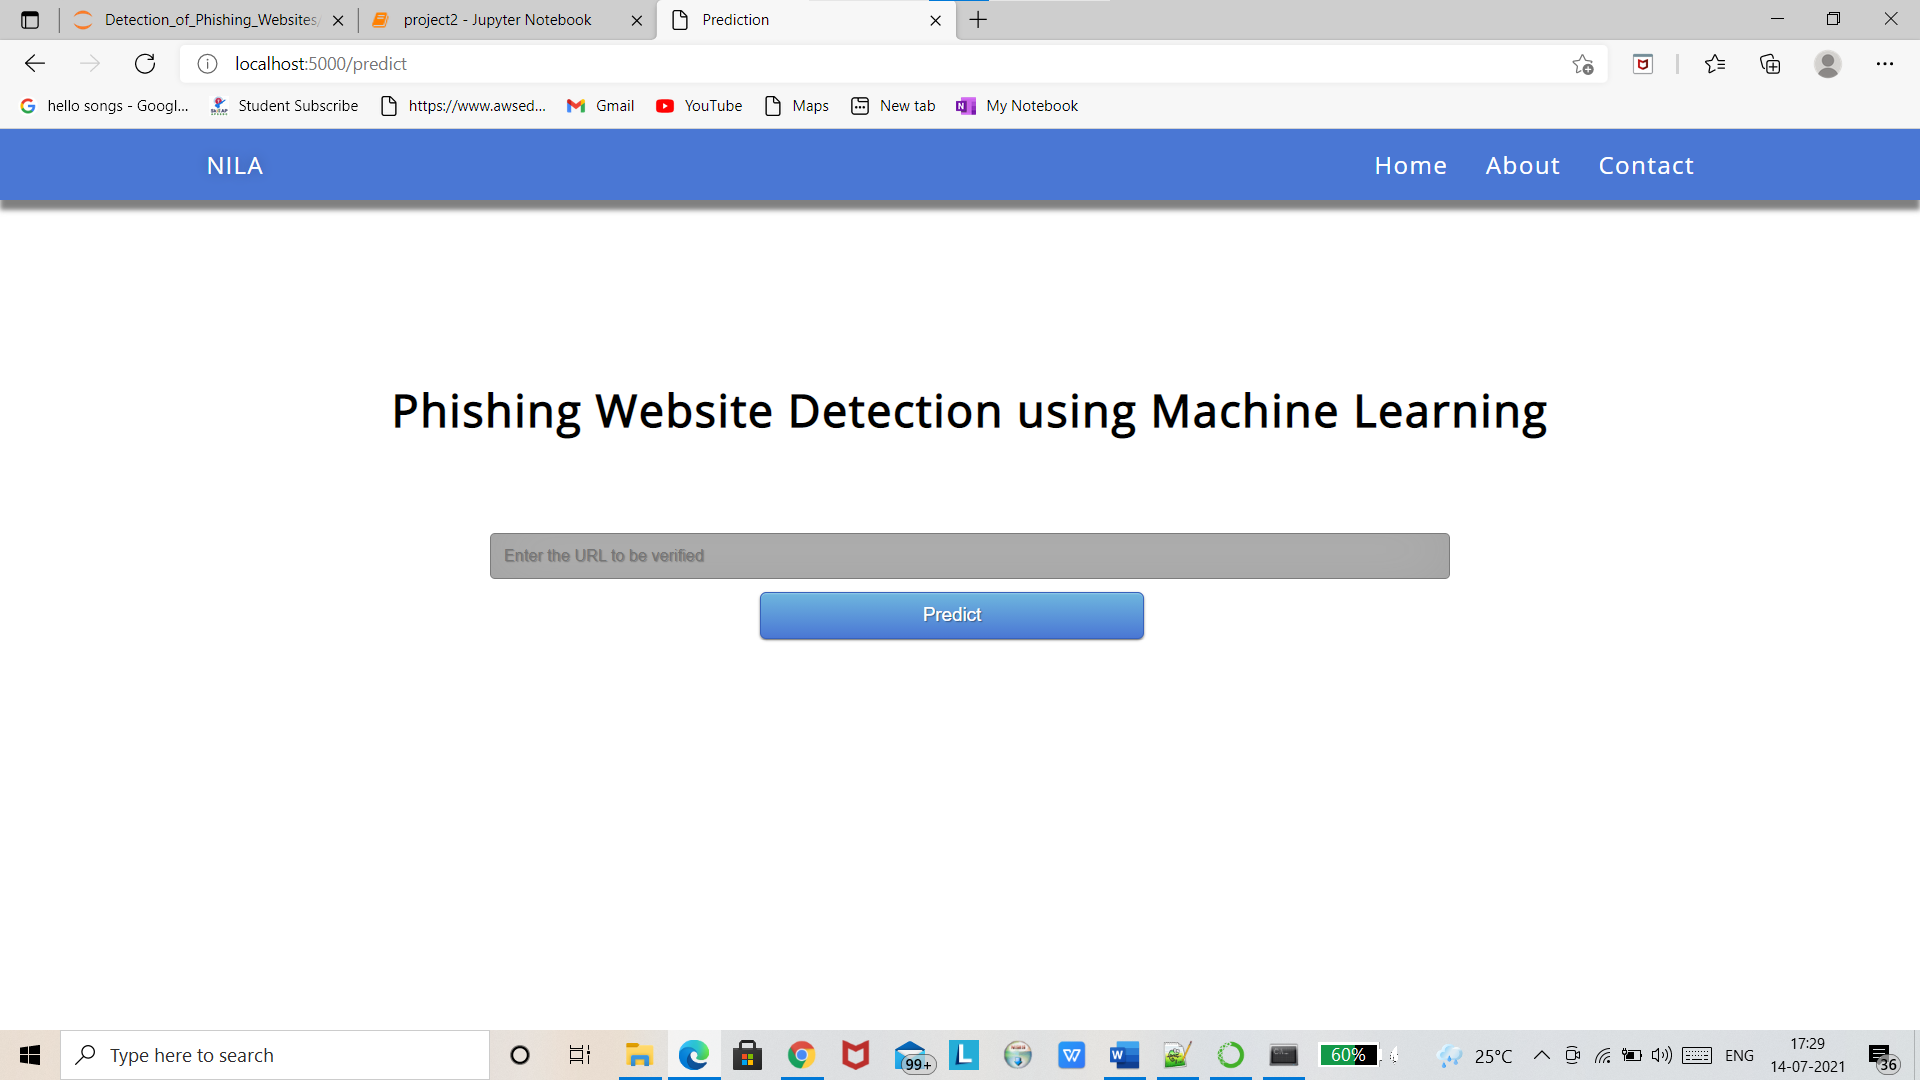 Detection_of_Phishing_Websites
project2 - Jupyter Notebook
Prediction
localhost:5000/predict
hello songs - Googl...
Student Subscribe
https://www.awsed...
Gmail
YouTube
Maps
New tab
My Notebook
NILA
Home
About
Contact
Phishing Website Detection using Machine Learning
Enter the URL to be verified
Predict
Type here to search
99+
60%
25°C
ENG
17:29
14-07-2021
36